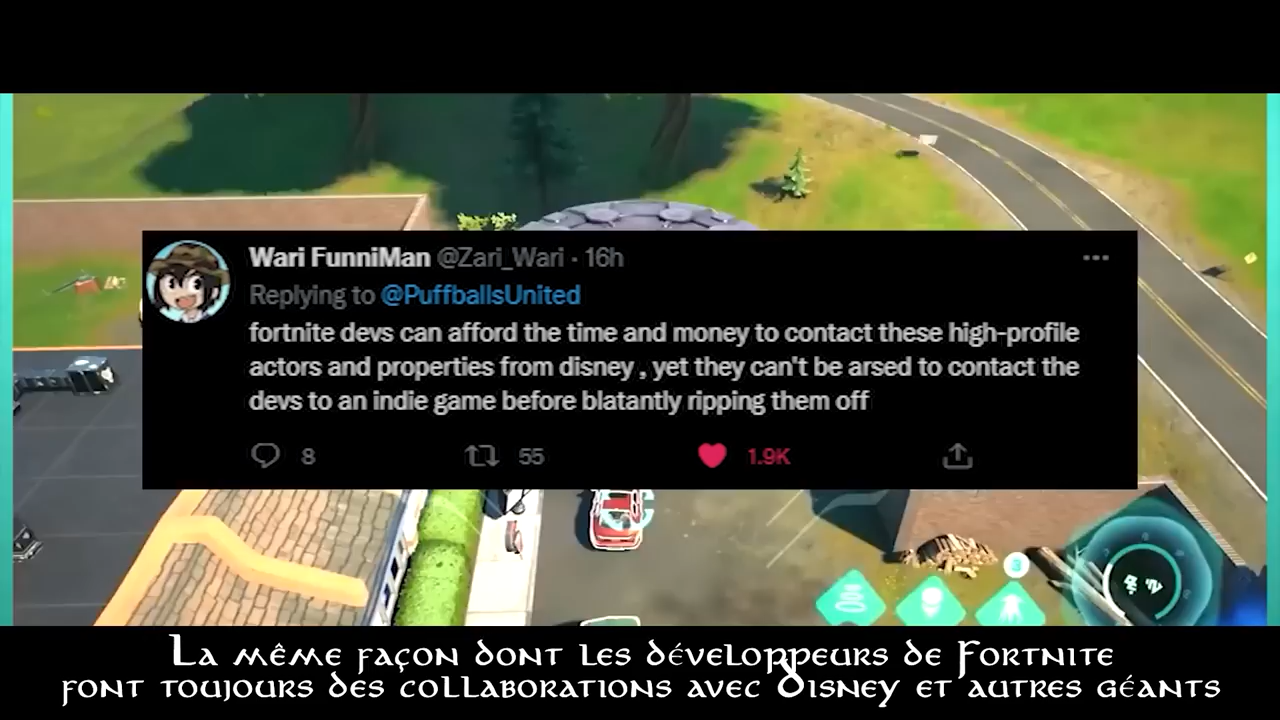 Wari FunniMan @Zari_Wari · 16h
Replying to @PuffballsUnited
fortnite devs can afford the time and money to contact these high-profile
actors and properties from disney , yet they can't be arsed to contact the
devs to an indie game before blatantly ripping them off
8 55 1.9K
3
La même façon dont les développeurs de Fortnite
font toujours des collaborations avec Disney et autres géants